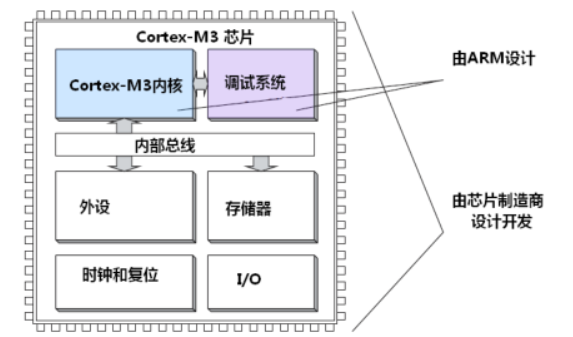 Cortex-M3 芯片
Cortex-M3内核
调试系统
由ARM设计
内部总线
外设
存储器
由芯片制造商
设计开发
时钟和复位
I/O